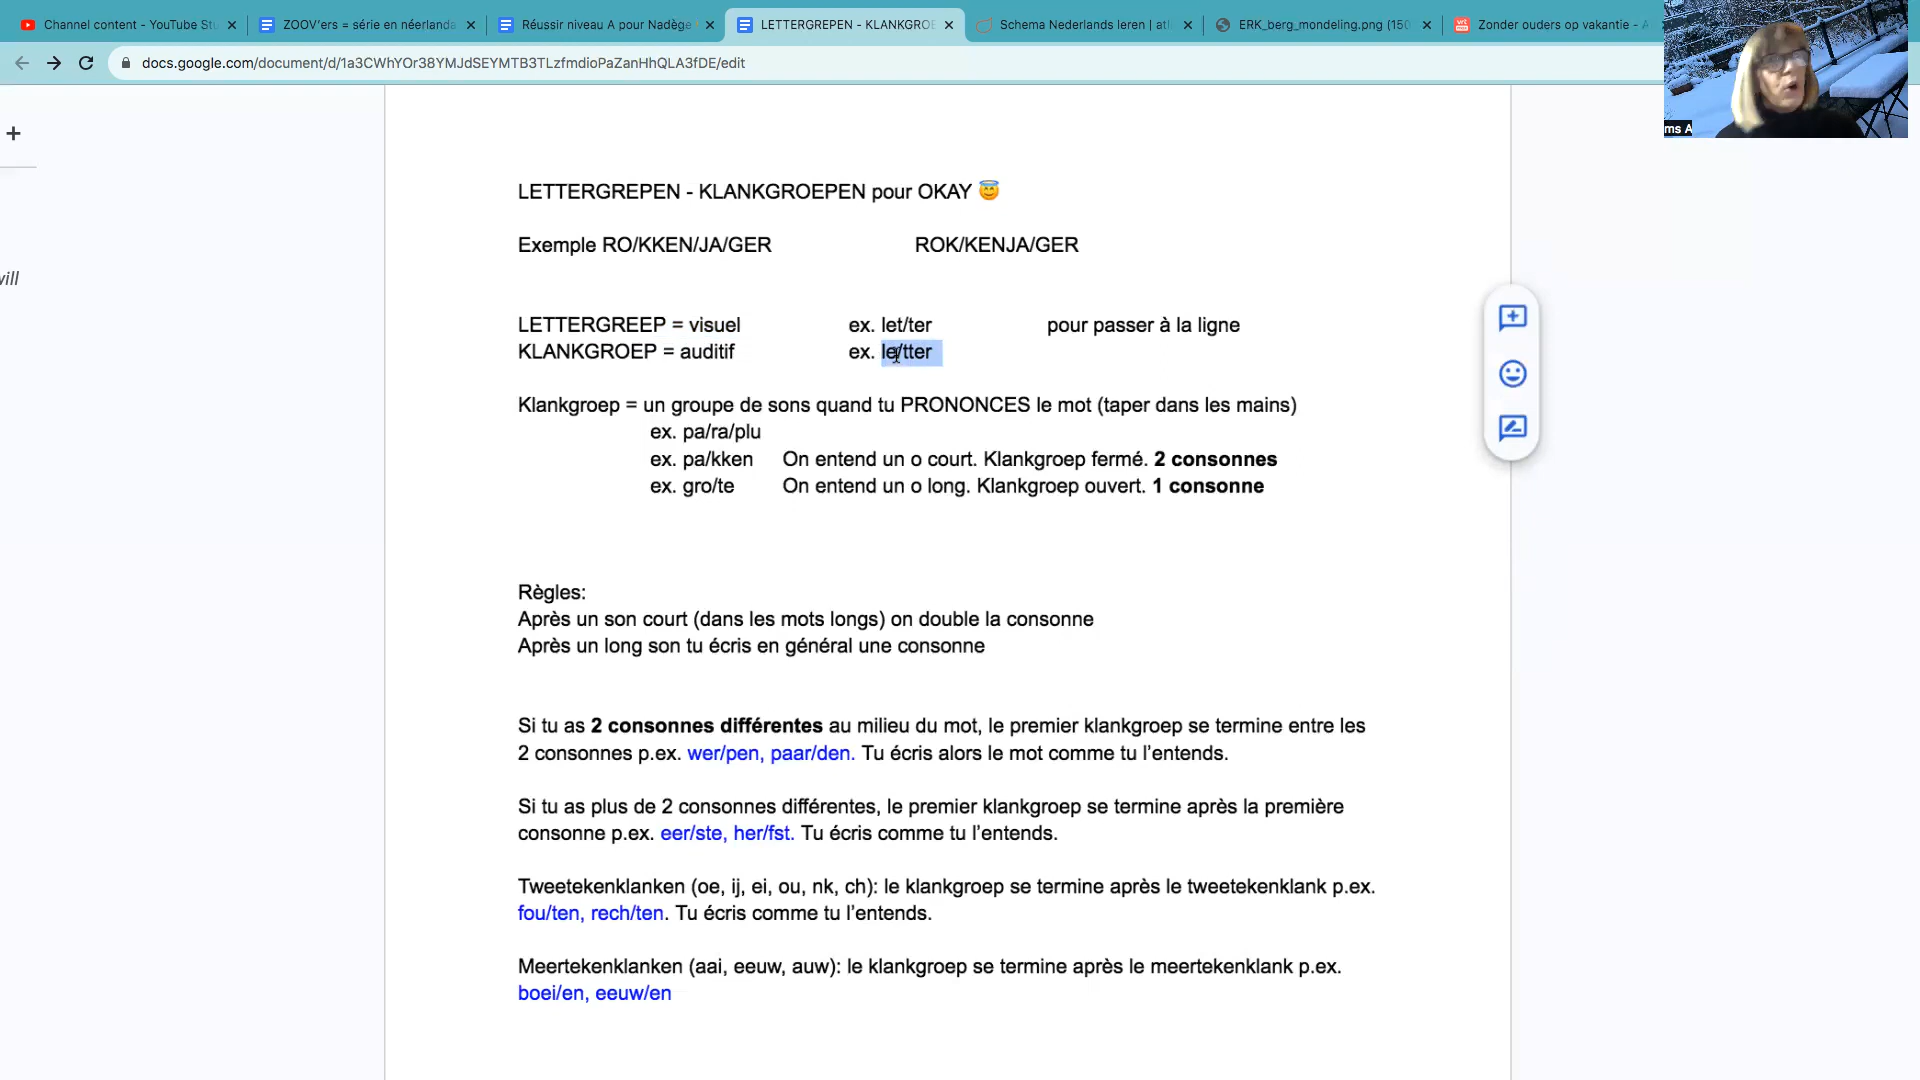 Channel content - YouTube Stu
ZOOV'ers = série en néerlanda
Réussir niveau A pour Nadège
LETTERGREPEN - KLANKGROE
Schema Nederlands leren | atl
ERK_berg_mondeling.png (150
Zonder ouders op vakantie - A
docs.google.com/document/d/1a3CWhYOr38YMJdSEYMTB3TLzfmdioPaZanHhQLA3fDE/edit
ms A
will
LETTERGREPEN - KLANKGROEPEN pour OKAY 😇
Exemple RO/KKEN/JA/GER ROK/KENJA/GER
LETTERGREEP = visuel ex. let/ter pour passer à la ligne
KLANKGROEP = auditif ex. le/tter
Klankgroep = un groupe de sons quand tu PRONONCES le mot (taper dans les mains)
ex. pa/ra/plu
ex. pa/kken On entend un o court. Klankgroep fermé. 2 consonnes
ex. gro/te On entend un o long. Klankgroep ouvert. 1 consonne
Règles:
Après un son court (dans les mots longs) on double la consonne
Après un long son tu écris en général une consonne
Si tu as 2 consonnes différentes au milieu du mot, le premier klankgroep se termine entre les
2 consonnes p.ex. wer/pen, paar/den. Tu écris alors le mot comme tu l'entends.
Si tu as plus de 2 consonnes différentes, le premier klankgroep se termine après la première
consonne p.ex. eer/ste, her/fst. Tu écris comme tu l'entends.
Tweetekenklanken (oe, ij, ei, ou, nk, ch): le klankgroep se termine après le tweetekenklank p.ex.
fou/ten, rech/ten. Tu écris comme tu l'entends.
Meertekenklanken (aai, eeuw, auw): le klankgroep se termine après le meertekenklank p.ex.
boei/en, eeuw/en